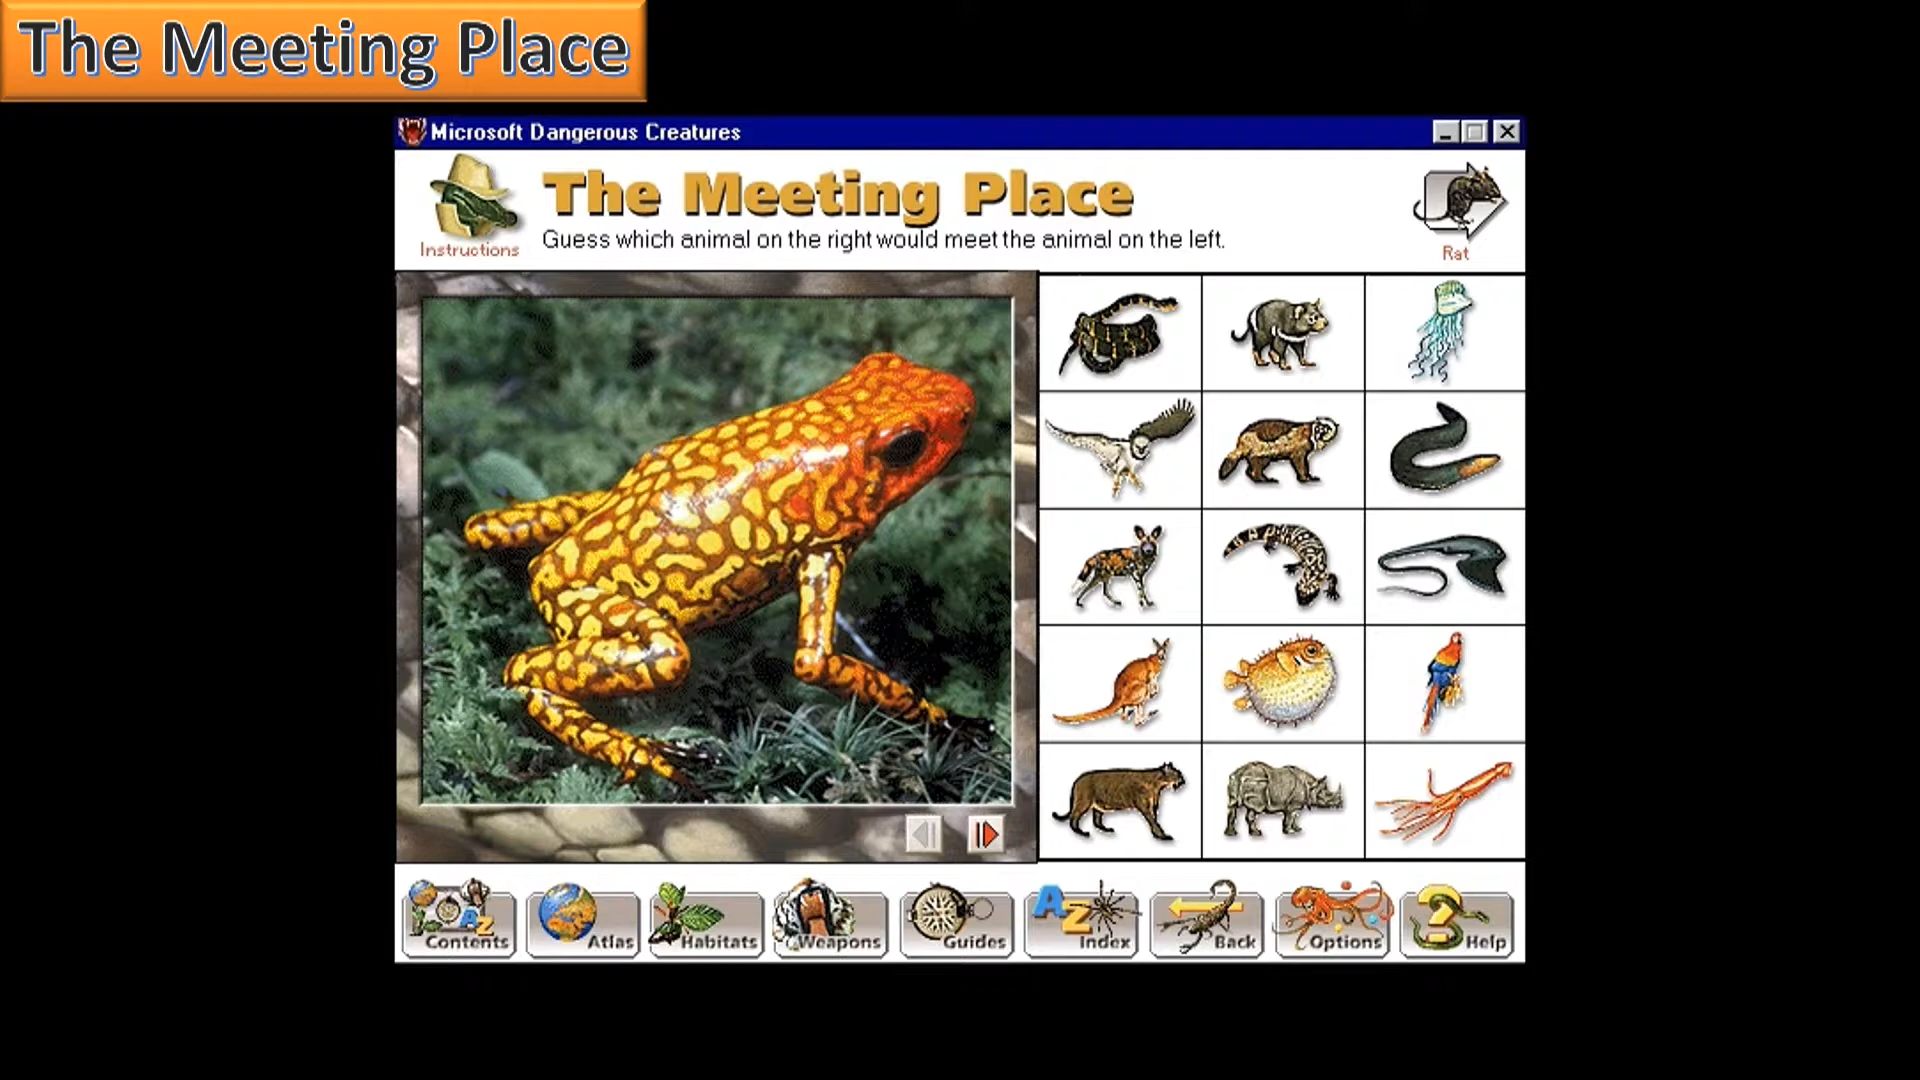 The Meeting Place
Microsoft Dangerous Creatures
The Meeting Place
Guess which animal on the right would meet the animal on the left.
Instructions
Rat
Contents
Atlas
Habitats
Weapons
Guides
A Z
Index
Back
Options
?
Help